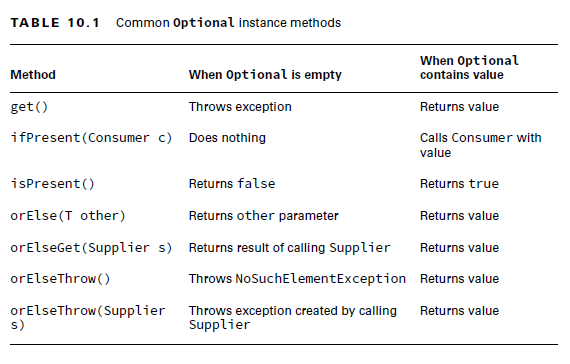 TABLE 10.1 Common Optional instance methods
When Optional
Method When Optional is empty contains value
get() Throws exception Returns value
ifPresent(Consumer c) Does nothing Calls Consumer with
value
isPresent() Returns false Returns true
orElse(T other) Returns other parameter Returns value
orElseGet(Supplier s) Returns result of calling Supplier Returns value
orElseThrow() Throws NoSuchElementException Returns value
orElseThrow(Supplier Throws exception created by calling Returns value
s) Supplier